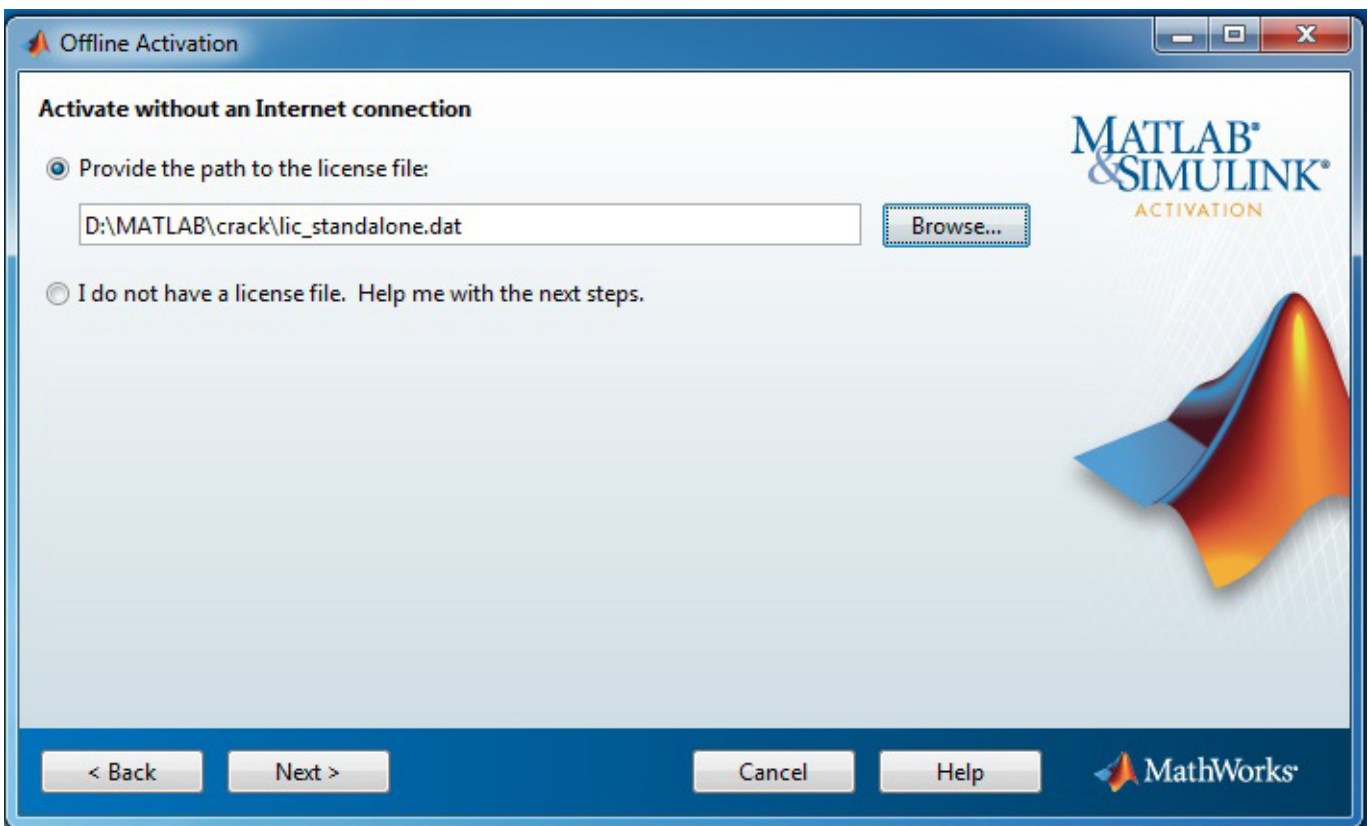 Offline Activation
Activate without an Internet connection
Provide the path to the license file:
D:\MATLAB\crack\lic_standalone.dat
Browse...
I do not have a license file. Help me with the next steps.
MATLAB®
&SIMULINK®
ACTIVATION
< Back
Next >
Cancel
Help
MathWorks®